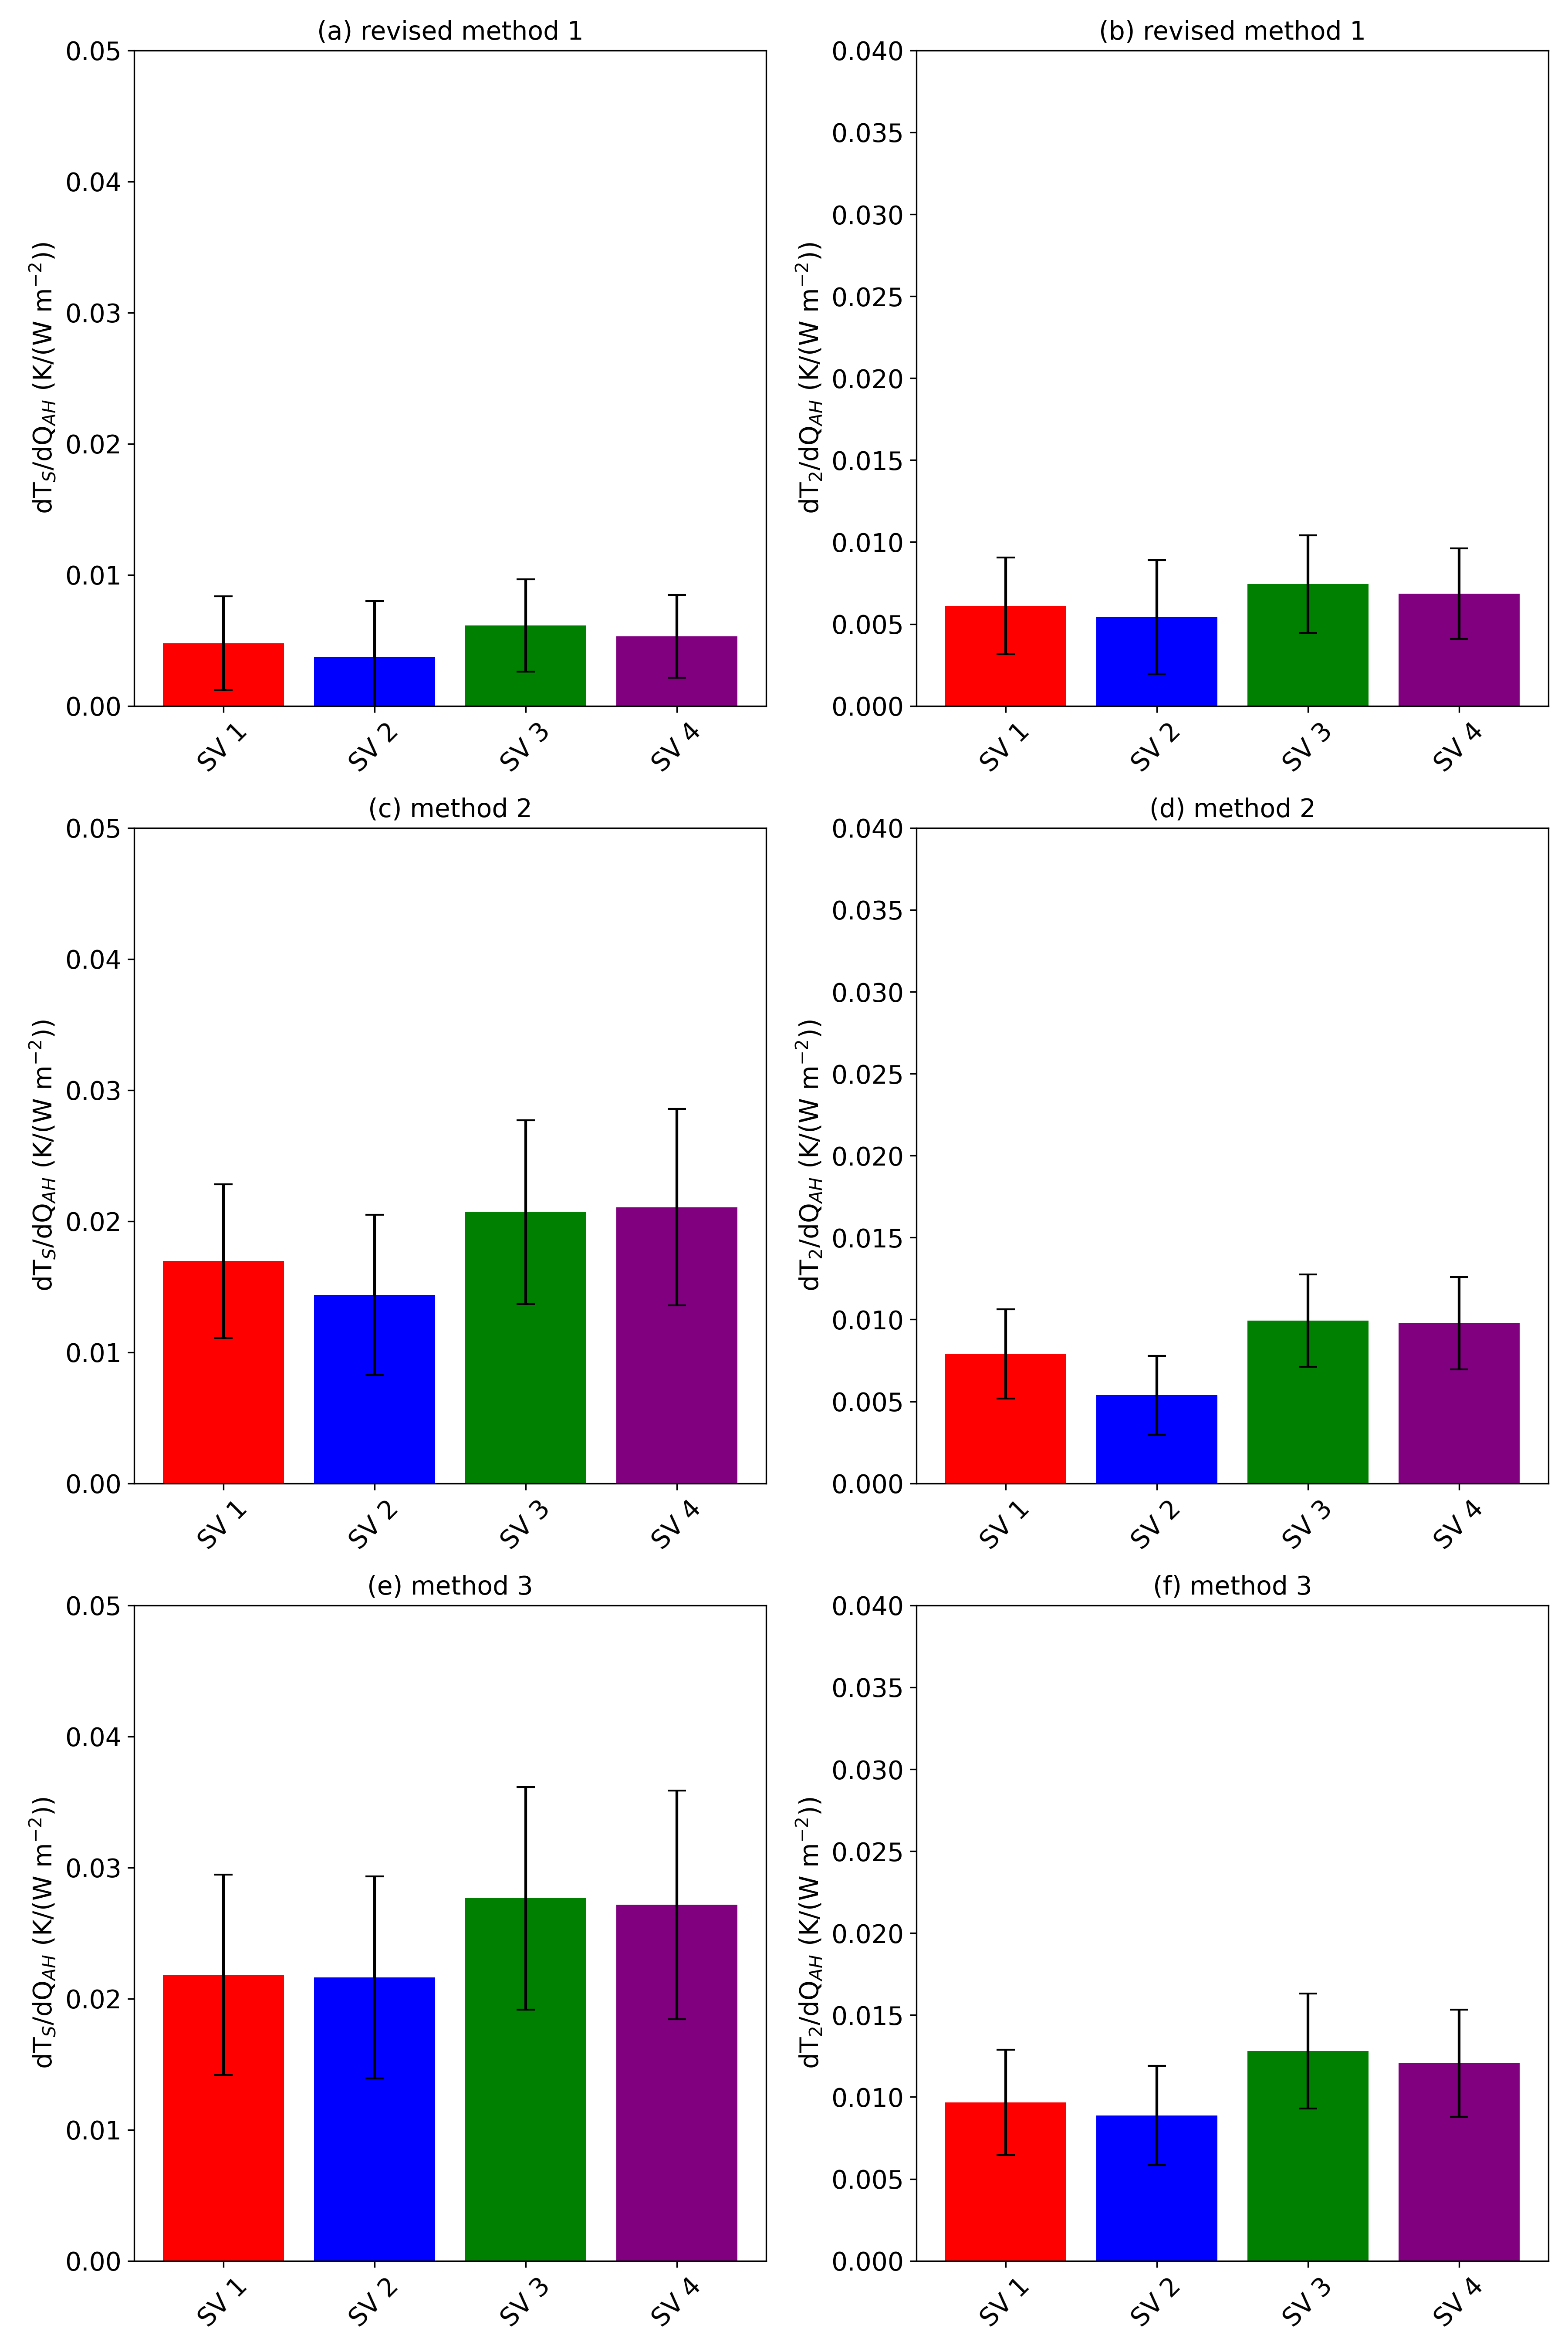 (a) revised method 1
0.05
0.04
0.03
0.02
0.01
0.00
dT_S/dQ_AH (K/(W m⁻²))
SV 1
SV 2
SV 3
SV 4
(b) revised method 1
0.040
0.035
0.030
0.025
0.020
0.015
0.010
0.005
0.000
dT₂/dQ_AH (K/(W m⁻²))
SV 1
SV 2
SV 3
SV 4
(c) method 2
0.05
0.04
0.03
0.02
0.01
0.00
dT_S/dQ_AH (K/(W m⁻²))
SV 1
SV 2
SV 3
SV 4
(d) method 2
0.040
0.035
0.030
0.025
0.020
0.015
0.010
0.005
0.000
dT₂/dQ_AH (K/(W m⁻²))
SV 1
SV 2
SV 3
SV 4
(e) method 3
0.05
0.04
0.03
0.02
0.01
0.00
dT_S/dQ_AH (K/(W m⁻²))
SV 1
SV 2
SV 3
SV 4
(f) method 3
0.040
0.035
0.030
0.025
0.020
0.015
0.010
0.005
0.000
dT₂/dQ_AH (K/(W m⁻²))
SV 1
SV 2
SV 3
SV 4